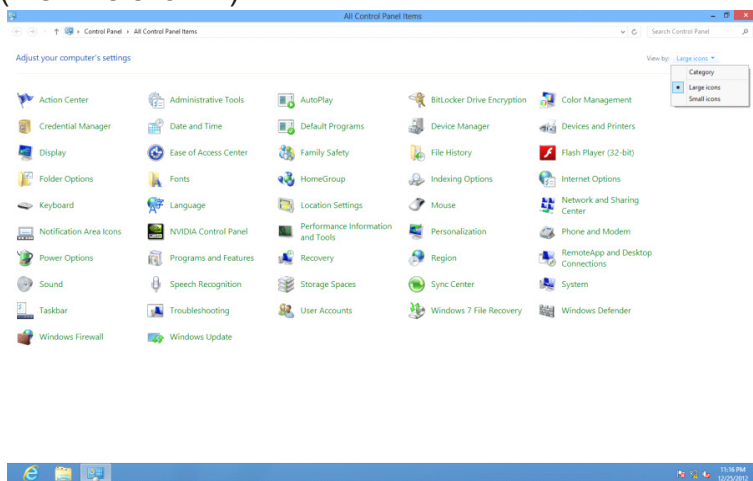 All Control Panel Items
Control Panel All Control Panel Items
Search Control Panel
Adjust your computer's settings
View by: Large icons
Category
Large icons
Small icons
Action Center
Administrative Tools
AutoPlay
BitLocker Drive Encryption
Color Management
Credential Manager
Date and Time
Default Programs
Device Manager
Devices and Printers
Display
Ease of Access Center
Family Safety
File History
Flash Player (32-bit)
Folder Options
Fonts
HomeGroup
Indexing Options
Internet Options
Keyboard
Language
Location Settings
Mouse
Network and Sharing
Center
Notification Area Icons
NVIDIA Control Panel
Performance Information
and Tools
Personalization
Phone and Modem
Power Options
Programs and Features
Recovery
Region
RemoteApp and Desktop
Connections
Sound
Speech Recognition
Storage Spaces
Sync Center
System
Taskbar
Troubleshooting
User Accounts
Windows 7 File Recovery
Windows Defender
Windows Firewall
Windows Update
11:16 PM
12/25/2012